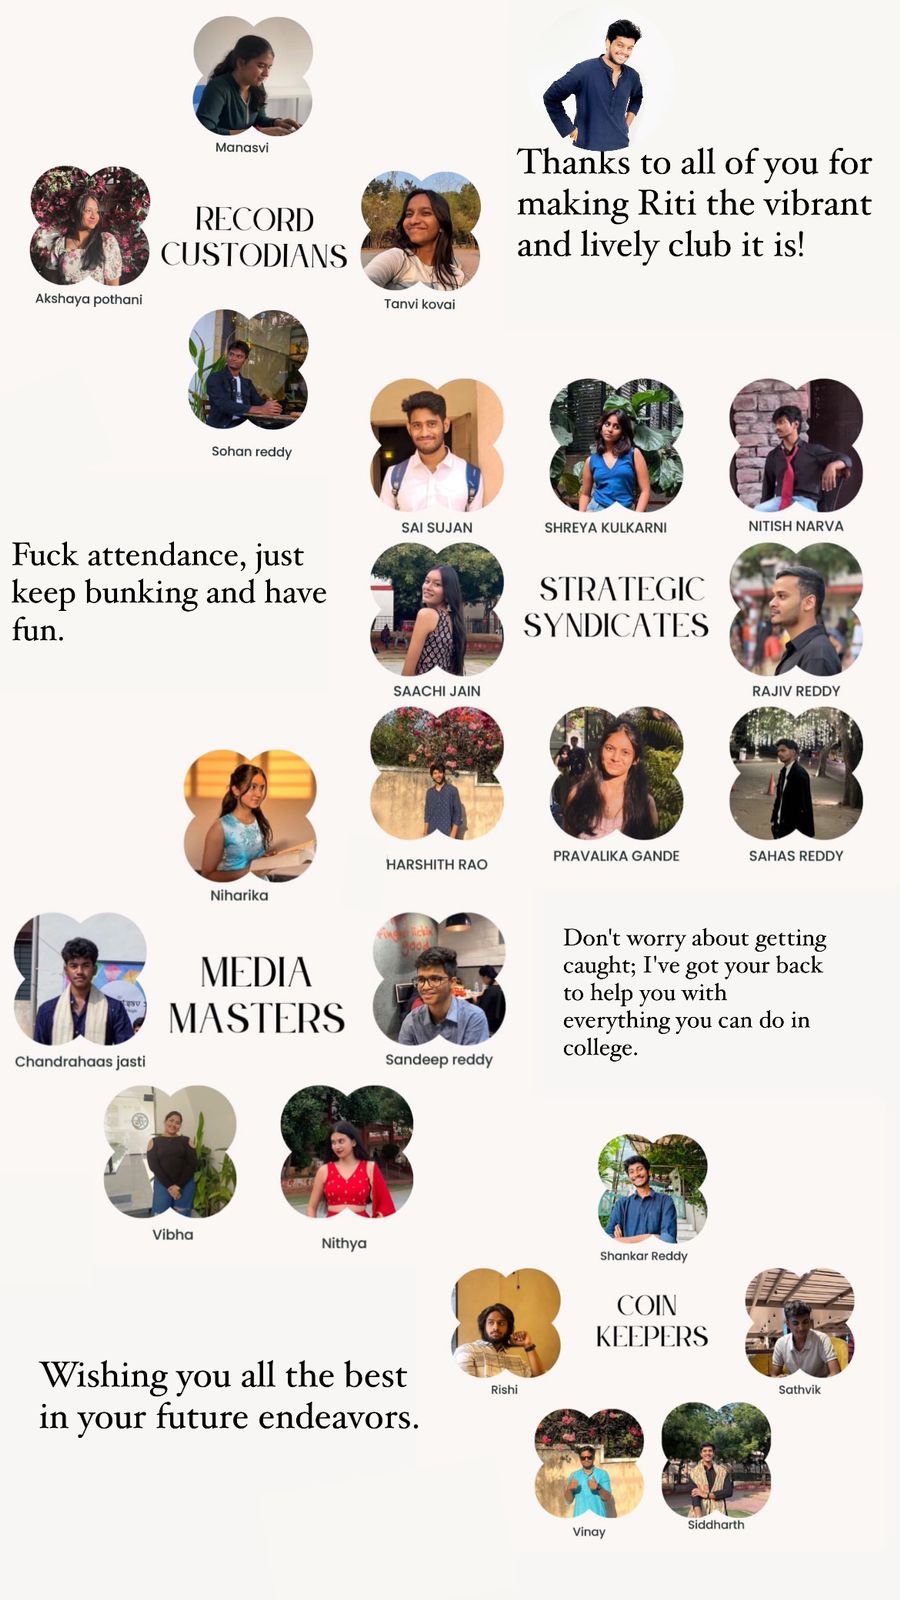 Manasvi
Thanks to all of you for
making Riti the vibrant
and lively club it is!
RECORD
CUSTODIANS
Akshaya pothani
Tanvi kovai
Sohan reddy
SAI SUJAN
SHREYA KULKARNI
NITISH NARVA
Fuck attendance, just
keep bunking and have
fun.
STRATEGIC
SYNDICATES
SAACHI JAIN
RAJIV REDDY
HARSHITH RAO
PRAVALIKA GANDE
SAHAS REDDY
Niharika
MEDIA
MASTERS
good
Chandrahaas jasti
Sandeep reddy
Don't worry about getting
caught; I've got your back
to help you with
everything you can do in
college.
Vibha
Nithya
Shankar Reddy
COIN
KEEPERS
Rishi
Sathvik
Wishing you all the best
in your future endeavors.
Vinay
Siddharth